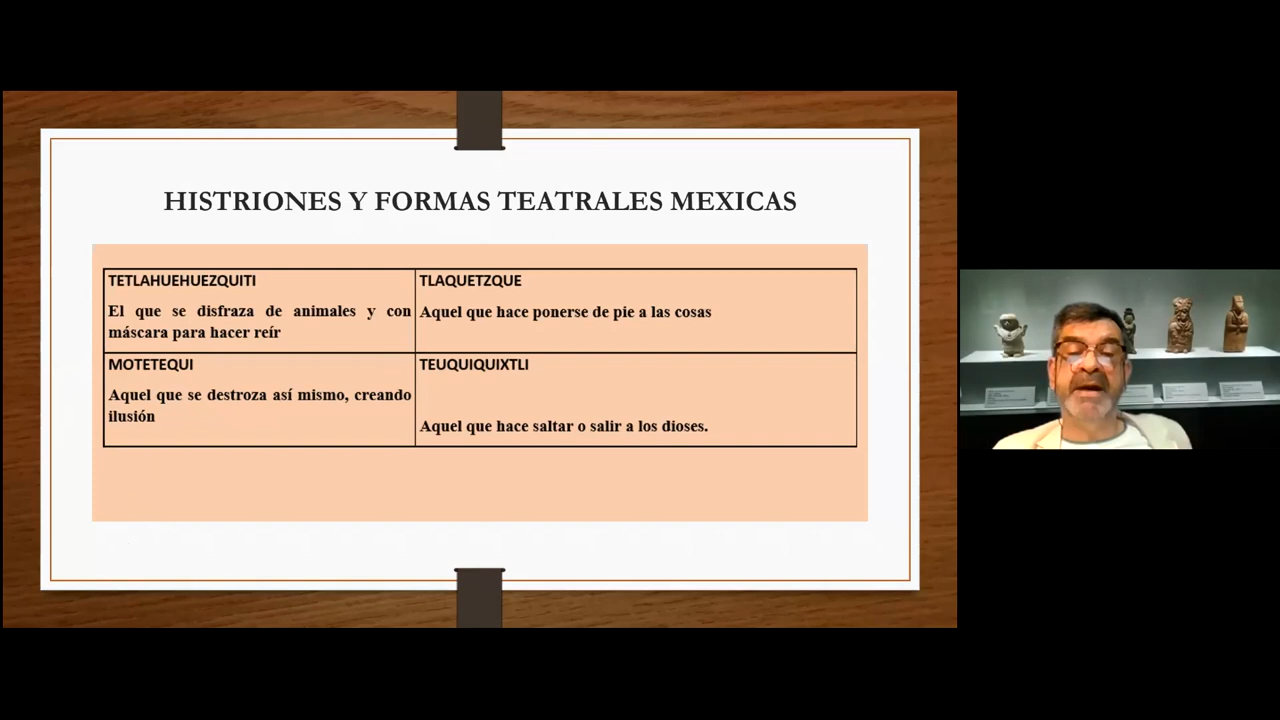 HISTRIONES Y FORMAS TEATRALES MEXICAS
TETLAHUEHUEZQUITI
El que se disfraza de animales y con
máscara para hacer reír
TLAQUETZQUE
Aquel que hace ponerse de pie a las cosas
MOTETEQUI
Aquel que se destroza así mismo, creando
ilusión
TEUQUIQUIXTLI
Aquel que hace saltar o salir a los dioses.